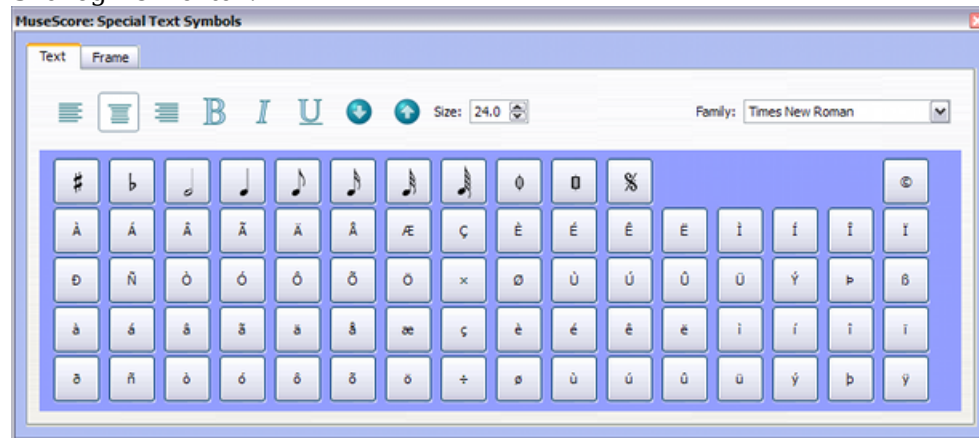 MuseScore: Special Text Symbols
Text Frame
B I U Size: 24.0 Family: Times New Roman
♯ ♭ 𝅗𝅥 ♩ ♪ 𝅘𝅥𝅯 𝅘𝅥𝅰 𝅘𝅥𝅱 𝄌 𝄋 ©
À Á Â Ã Ä Å Æ Ç È É Ê Ë Ì Í Î Ï
Ð Ñ Ò Ó Ô Õ Ö × Ø Ù Ú Û Ü Ý Þ ß
à á â ã ä å æ ç è é ê ë ì í î ï
ð ñ ò ó ô õ ö ÷ ø ù ú û ü ý þ ÿ